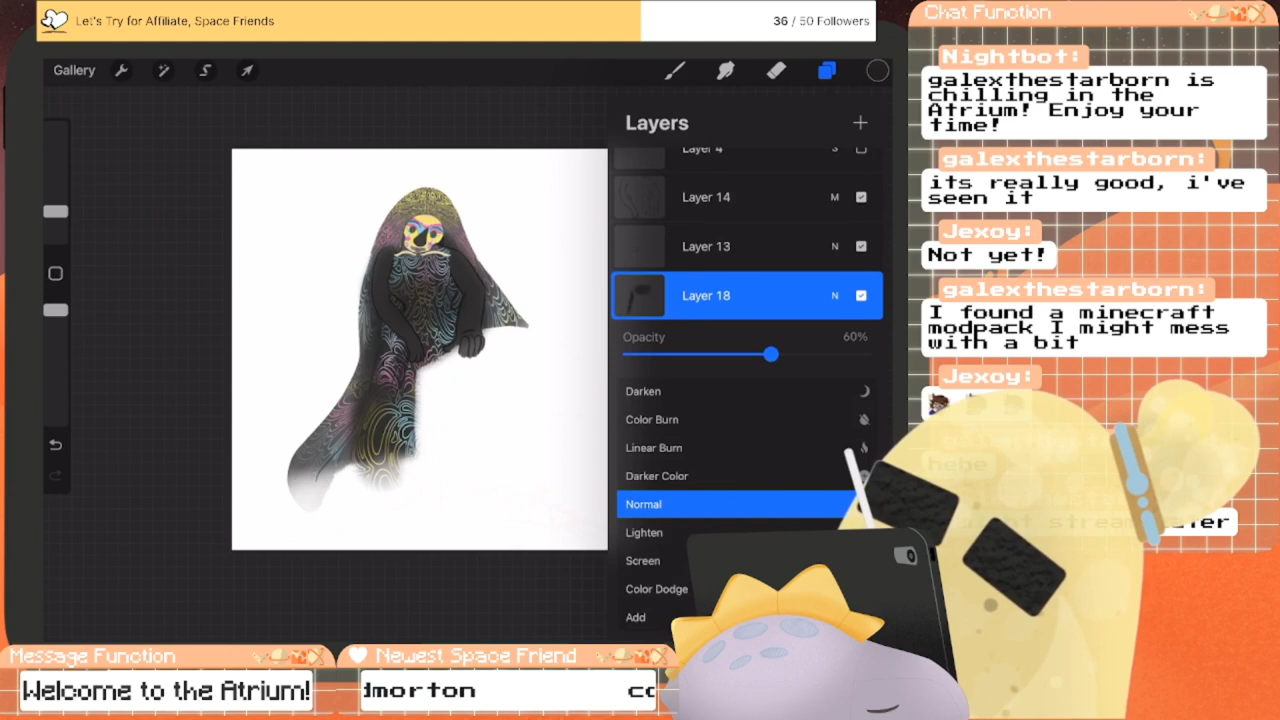 Let's Try for Affiliate, Space Friends
36 / 50 Followers
Gallery
Layers
Layer 4
Layer 14 M
Layer 13 N
Layer 18 N
Opacity 60%
Darken
Color Burn
Linear Burn
Darker Color
Normal
Lighten
Screen
Color Dodge
Add
Chat Function
Nightbot:
galexthestarborn is
chilling in the
Atrium! Enjoy your
time!
galexthestarborn:
its really good, i've
seen it
Jexoy:
Not yet!
galexthestarborn:
I found a minecraft
modpack I might mess
with a bit
Jexoy:
hehe
Message Function
Welcome to the Atrium!
Newest Space Friend
dmorton